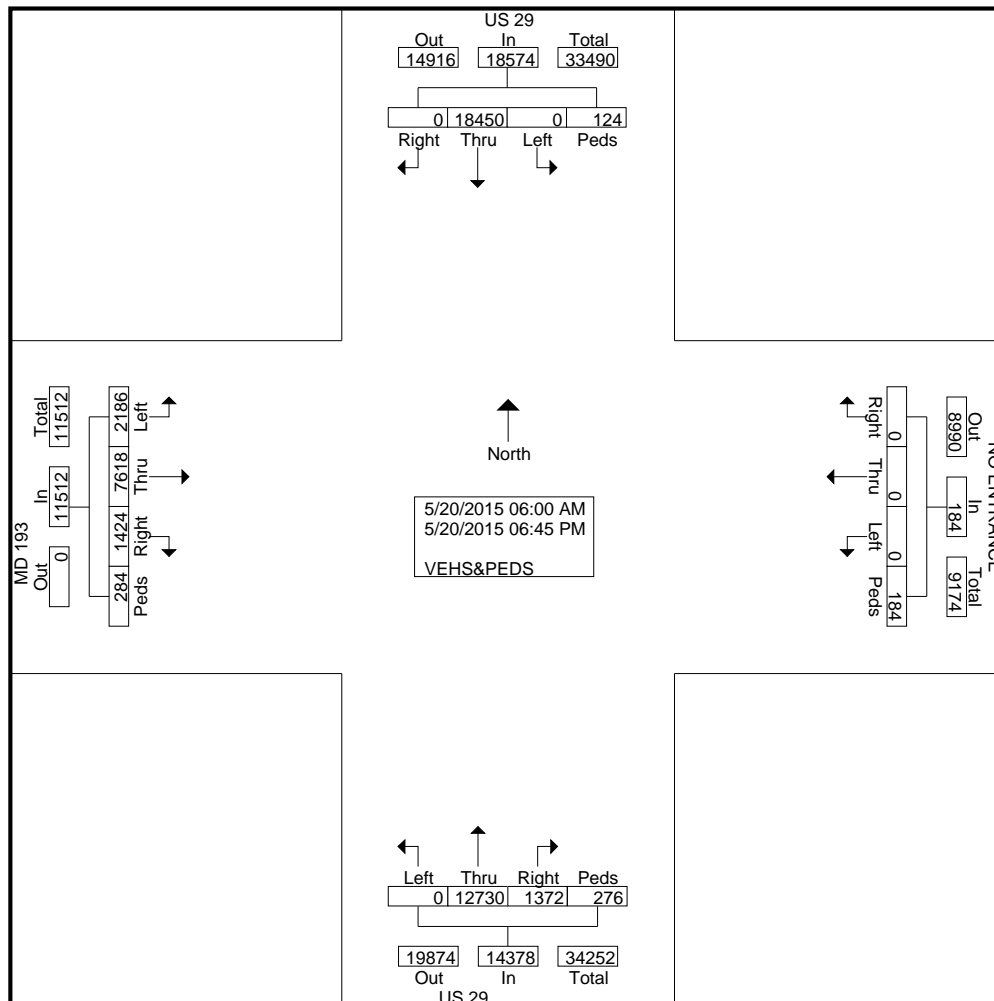 US 29
Out In Total
14916 18574 33490
0 18450 0 124
Right Thru Left Peds
MD 193
Out In Total
0 11512 11512
Left Thru Right Peds
2186 7618 1424 284
North
5/20/2015 06:00 AM
5/20/2015 06:45 PM
VEHS&PEDS
ENTRANCE
Out In Total
8990 184 9174
0 0 0 184
Right Thru Left Peds
Left Thru Right Peds
0 12730 1372 276
19874 14378 34252
Out In Total
US 29